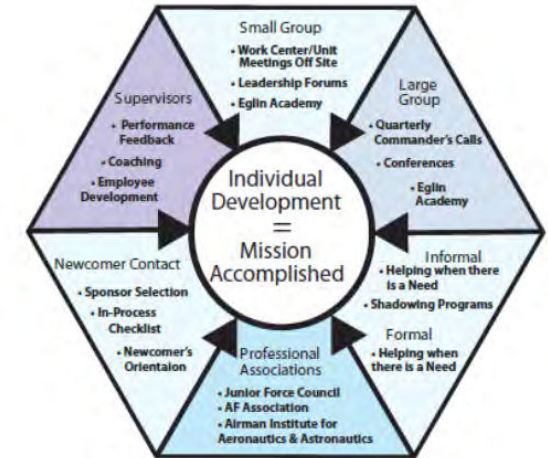 Small Group
• Work Center/Unit
Meetings Off Site
• Leadership Forums
• Eglin Academy
Large
Group
• Quarterly
Commander's Calls
• Conferences
• Eglin
Academy
Supervisors
• Performance
Feedback
• Coaching
• Employee
Development
Individual
Development
=
Mission
Accomplished
Newcomer Contact
• Sponsor Selection
• In-Process
Checklist
• Newcomer's
Orientaion
Informal
• Helping when there
is a Need
• Shadowing Programs
Formal
• Helping when
there is a Need
Professional
Associations
• Junior Force Council
• AF Association
• Airman Institute for
Aeronautics & Astronautics